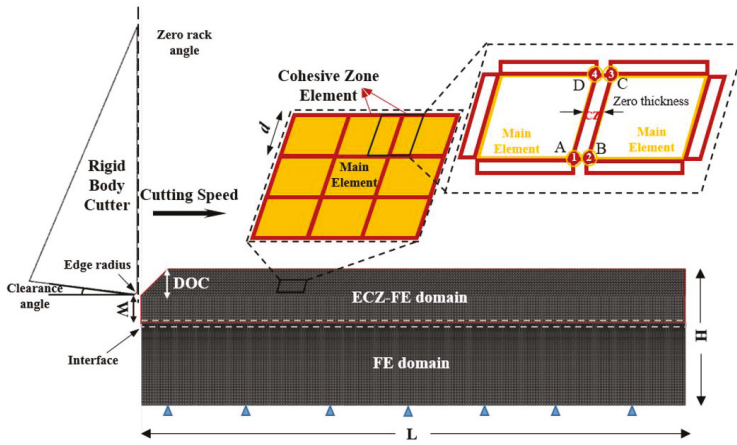 Zero rack
angle
Cohesive Zone
Element
d
Main
Element
4
3
D
C
Zero thickness
CZ
Main
Element
Main
Element
A
B
1
2
Rigid
Body
Cutter
Cutting Speed
Edge radius
Clearance
angle
DOC
W
ECZ-FE domain
H
Interface
FE domain
L